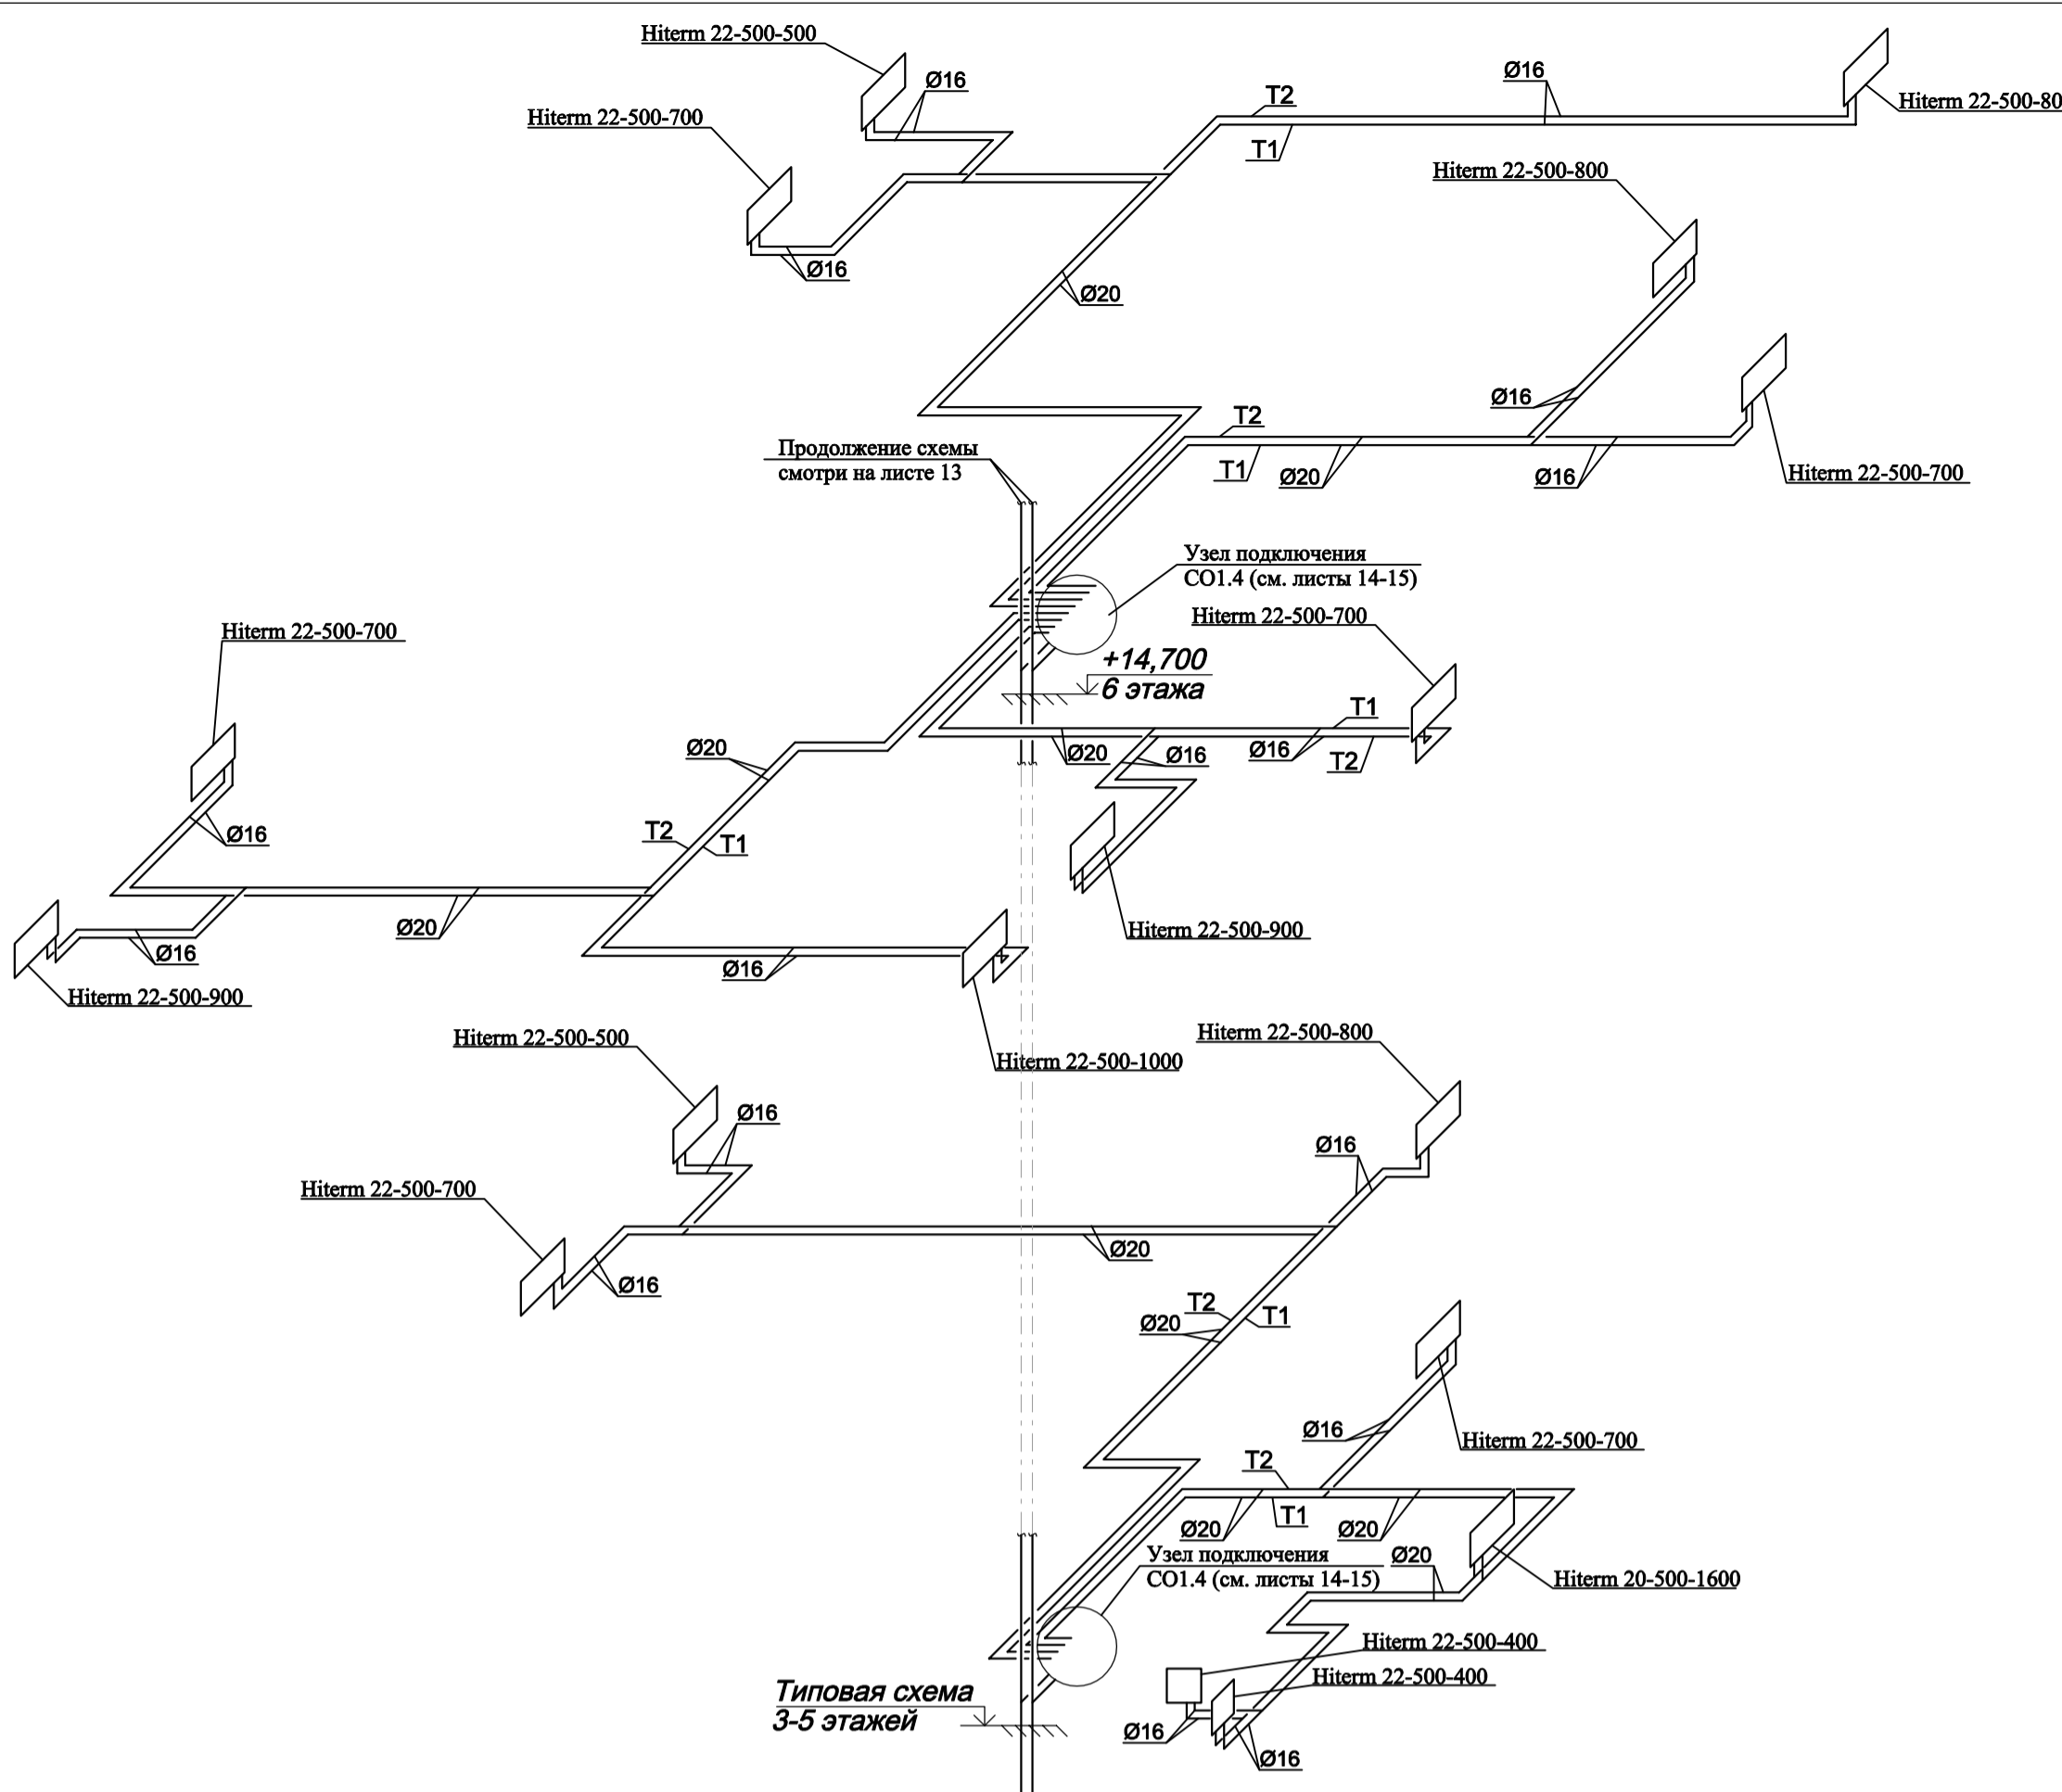 Hiterm 22-500-500
Ø16
Ø16
T2
T1
Hiterm 22-500-80
Hiterm 22-500-700
Hiterm 22-500-800
Ø16
Ø20
Ø16
T2
T1
Ø20
Ø16
Hiterm 22-500-700
Продолжение схемы
смотри на листе 13
Узел подключения
СО1.4 (см. листы 14-15)
Hiterm 22-500-700
Hiterm 22-500-700
+14,700
6 этажа
T1
Ø20
Ø20
Ø16
Ø16
T2
T2
T1
Ø16
Ø20
Ø16
Ø16
Hiterm 22-500-900
Hiterm 22-500-900
Hiterm 22-500-1000
Hiterm 22-500-500
Hiterm 22-500-800
Ø16
Ø16
Hiterm 22-500-700
Ø20
Ø16
T2
T1
Ø20
Ø16
Hiterm 22-500-700
T2
T1
Ø20
Ø20
Узел подключения
СО1.4 (см. листы 14-15)
Ø20
Hiterm 20-500-1600
Hiterm 22-500-400
Hiterm 22-500-400
Типовая схема
3-5 этажей
Ø16
Ø16